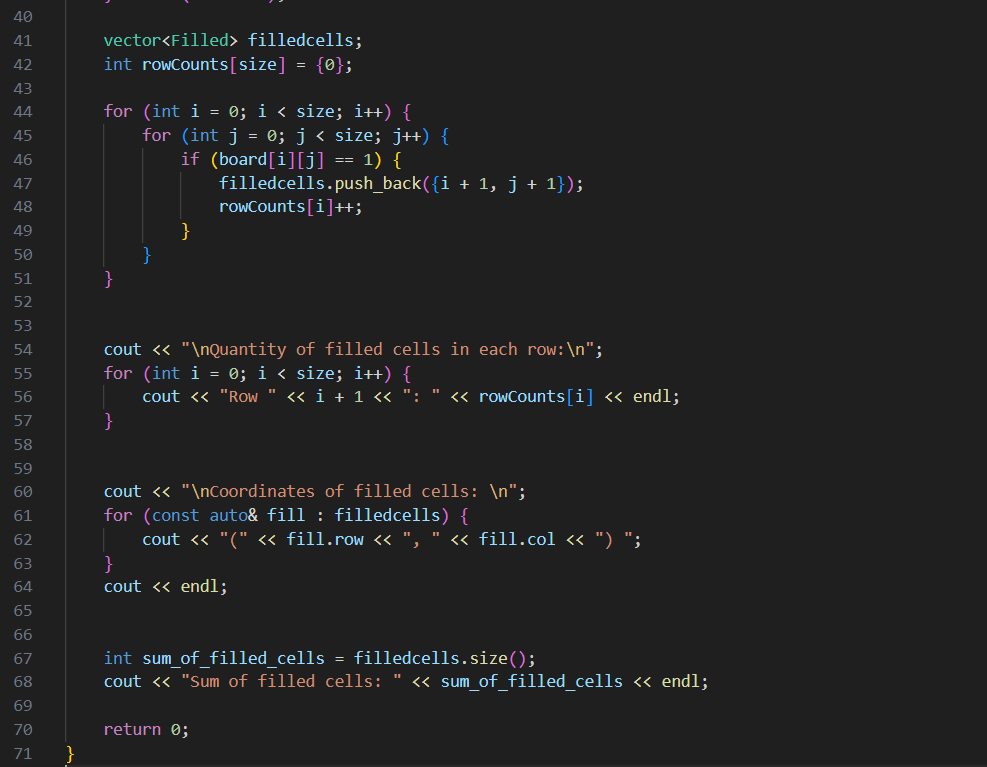 40
41 vector<Filled> filledcells;
42 int rowCounts[size] = {0};
43
44 for (int i = 0; i < size; i++) {
45 for (int j = 0; j < size; j++) {
46 if (board[i][j] == 1) {
47 filledcells.push_back({i + 1, j + 1});
48 rowCounts[i]++;
49 }
50 }
51 }
52
53
54 cout << "\nQuantity of filled cells in each row:\n";
55 for (int i = 0; i < size; i++) {
56 cout << "Row " << i + 1 << ": " << rowCounts[i] << endl;
57 }
58
59
60 cout << "\nCoordinates of filled cells: \n";
61 for (const auto& fill : filledcells) {
62 cout << "(" << fill.row << ", " << fill.col << ") ";
63 }
64 cout << endl;
65
66
67 int sum_of_filled_cells = filledcells.size();
68 cout << "Sum of filled cells: " << sum_of_filled_cells << endl;
69
70 return 0;
71 }